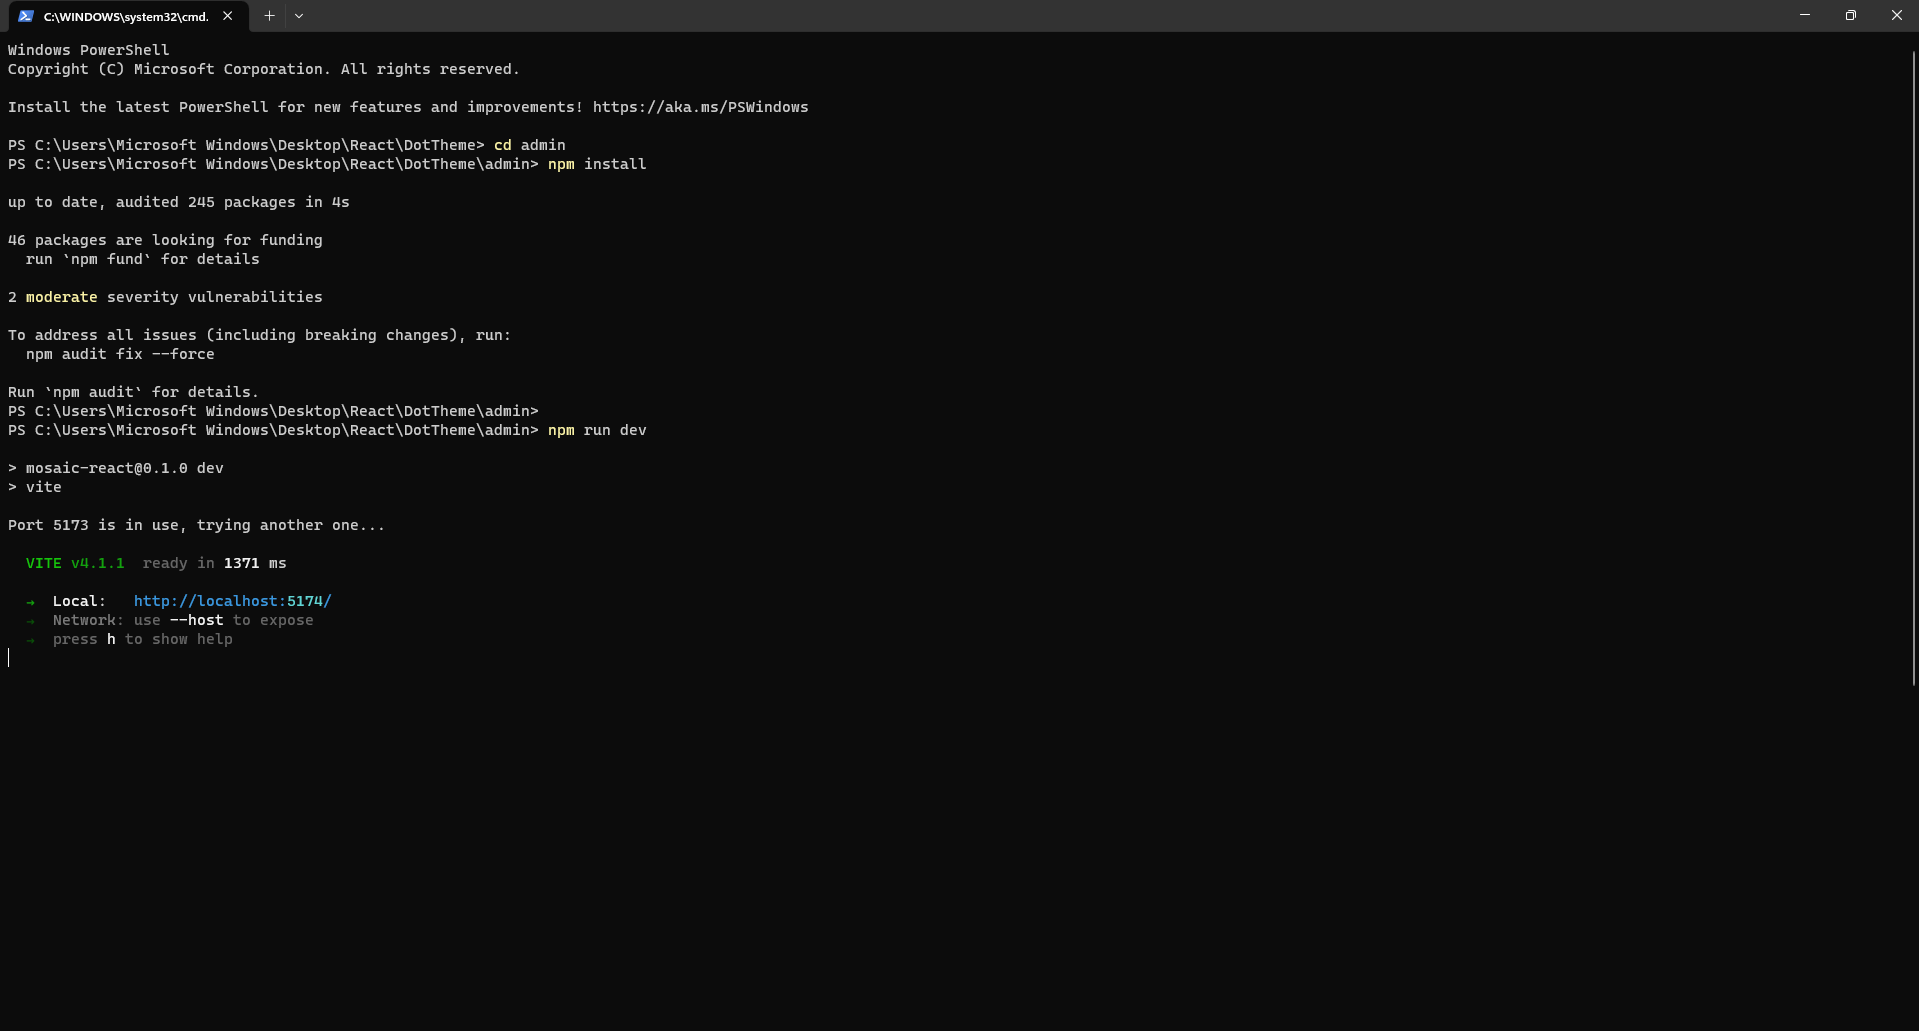 C:\WINDOWS\system32\cmd.
Windows PowerShell
Copyright (C) Microsoft Corporation. All rights reserved.
Install the latest PowerShell for new features and improvements! https://aka.ms/PSWindows
PS C:\Users\Microsoft Windows\Desktop\React\DotTheme> cd admin
PS C:\Users\Microsoft Windows\Desktop\React\DotTheme\admin> npm install
up to date, audited 245 packages in 4s
46 packages are looking for funding
  run `npm fund` for details
2 moderate severity vulnerabilities
To address all issues (including breaking changes), run:
  npm audit fix --force
Run `npm audit` for details.
PS C:\Users\Microsoft Windows\Desktop\React\DotTheme\admin>
PS C:\Users\Microsoft Windows\Desktop\React\DotTheme\admin> npm run dev
> mosaic-react@0.1.0 dev
> vite
Port 5173 is in use, trying another one...
  VITE v4.1.1  ready in 1371 ms
  ➜  Local:   http://localhost:5174/
  ➜  Network: use --host to expose
  ➜  press h to show help